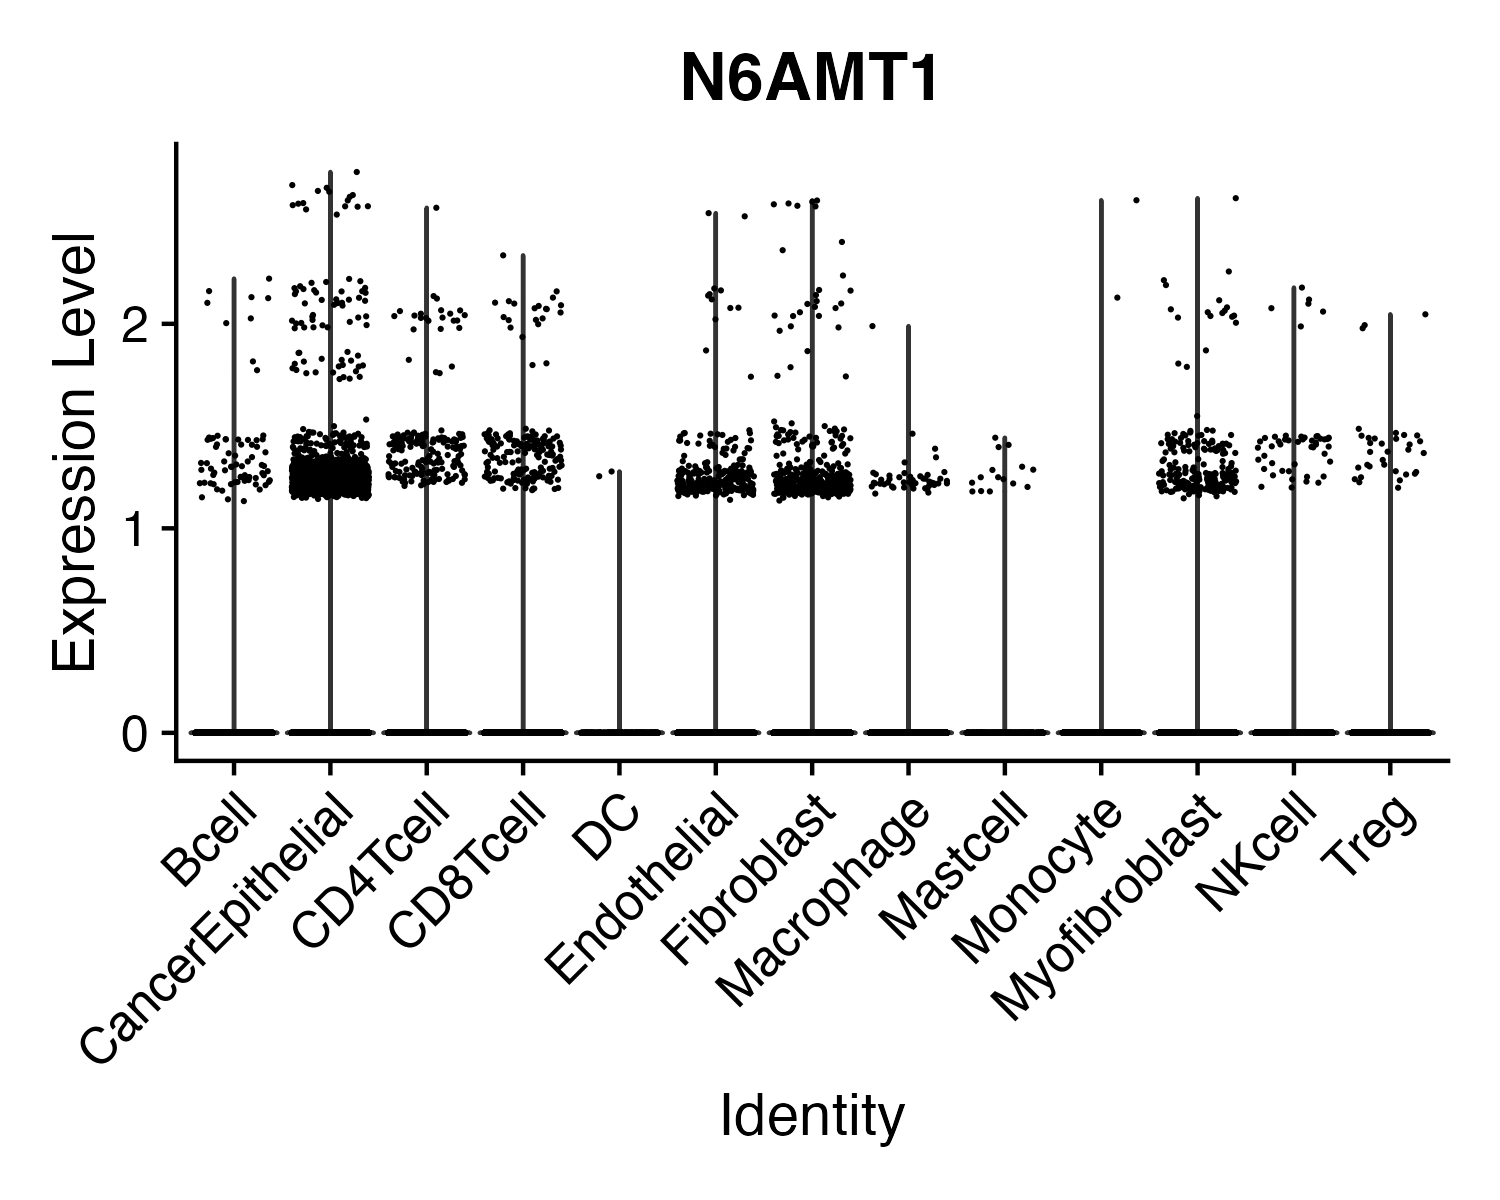 N6AMT1
Expression Level
2
1
0
Bcell
CancerEpithelial
CD4Tcell
CD8Tcell
DC
Endothelial
Fibroblast
Macrophage
Mastcell
Monocyte
Myofibroblast
NKcell
Treg
Identity